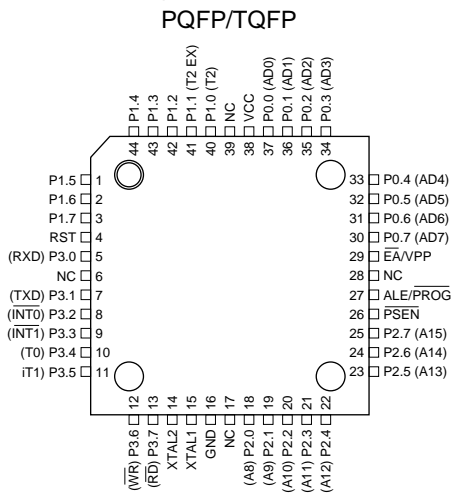 PQFP/TQFP
P1.4
P1.3
P1.2
P1.1 (T2 EX)
P1.0 (T2)
NC
VCC
P0.0 (AD0)
P0.1 (AD1)
P0.2 (AD2)
P0.3 (AD3)
44
43
42
41
40
39
38
37
36
35
34
P1.5 1
P1.6 2
P1.7 3
RST 4
(RXD) P3.0 5
NC 6
(TXD) P3.1 7
(INT0) P3.2 8
(INT1) P3.3 9
(T0) P3.4 10
iT1) P3.5 11
33 P0.4 (AD4)
32 P0.5 (AD5)
31 P0.6 (AD6)
30 P0.7 (AD7)
29 EA/VPP
28 NC
27 ALE/PROG
26 PSEN
25 P2.7 (A15)
24 P2.6 (A14)
23 P2.5 (A13)
12
13
14
15
16
17
18
19
20
21
22
(WR) P3.6
(RD) P3.7
XTAL2
XTAL1
GND
NC
(A8) P2.0
(A9) P2.1
(A10) P2.2
(A11) P2.3
(A12) P2.4